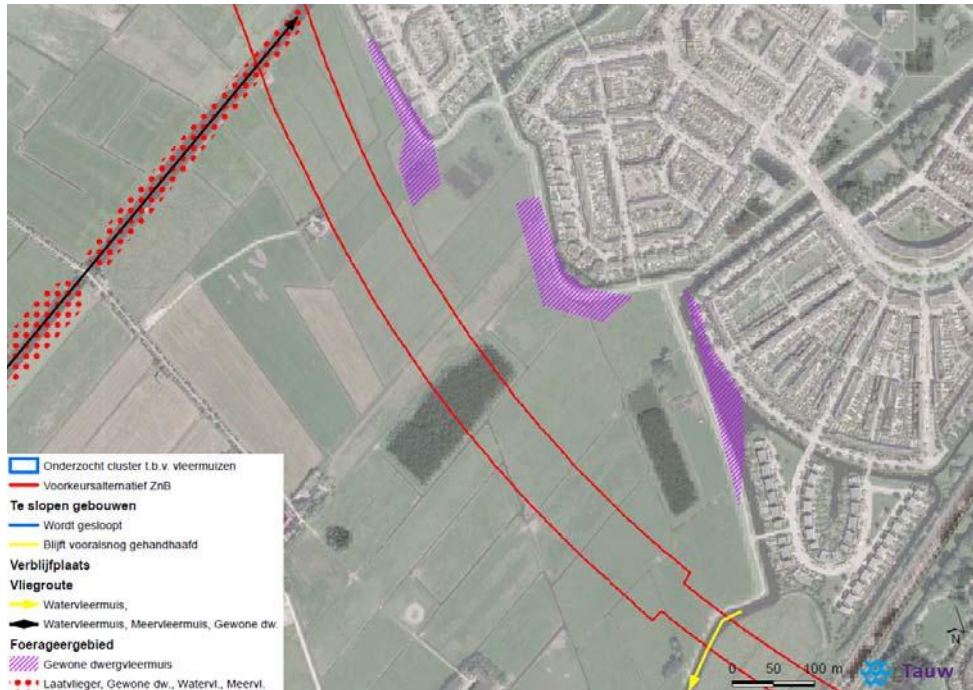 Onderzocht cluster t.b.v. vleermuizen
Voorkeursalternatief ZnB
Te slopen gebouwen
Wordt gesloopt
Blijft vooralsnog gehandhaafd
Verblijfplaats
Vliegroute
Watervleermuis,
Watervleermuis, Meervleermuis, Gewone dw.
Foerageergebied
Gewone dwergvleermuis
Laatvlieger, Gewone dw., Watervl., Meervl.
N
0 50 100 m
Tauw